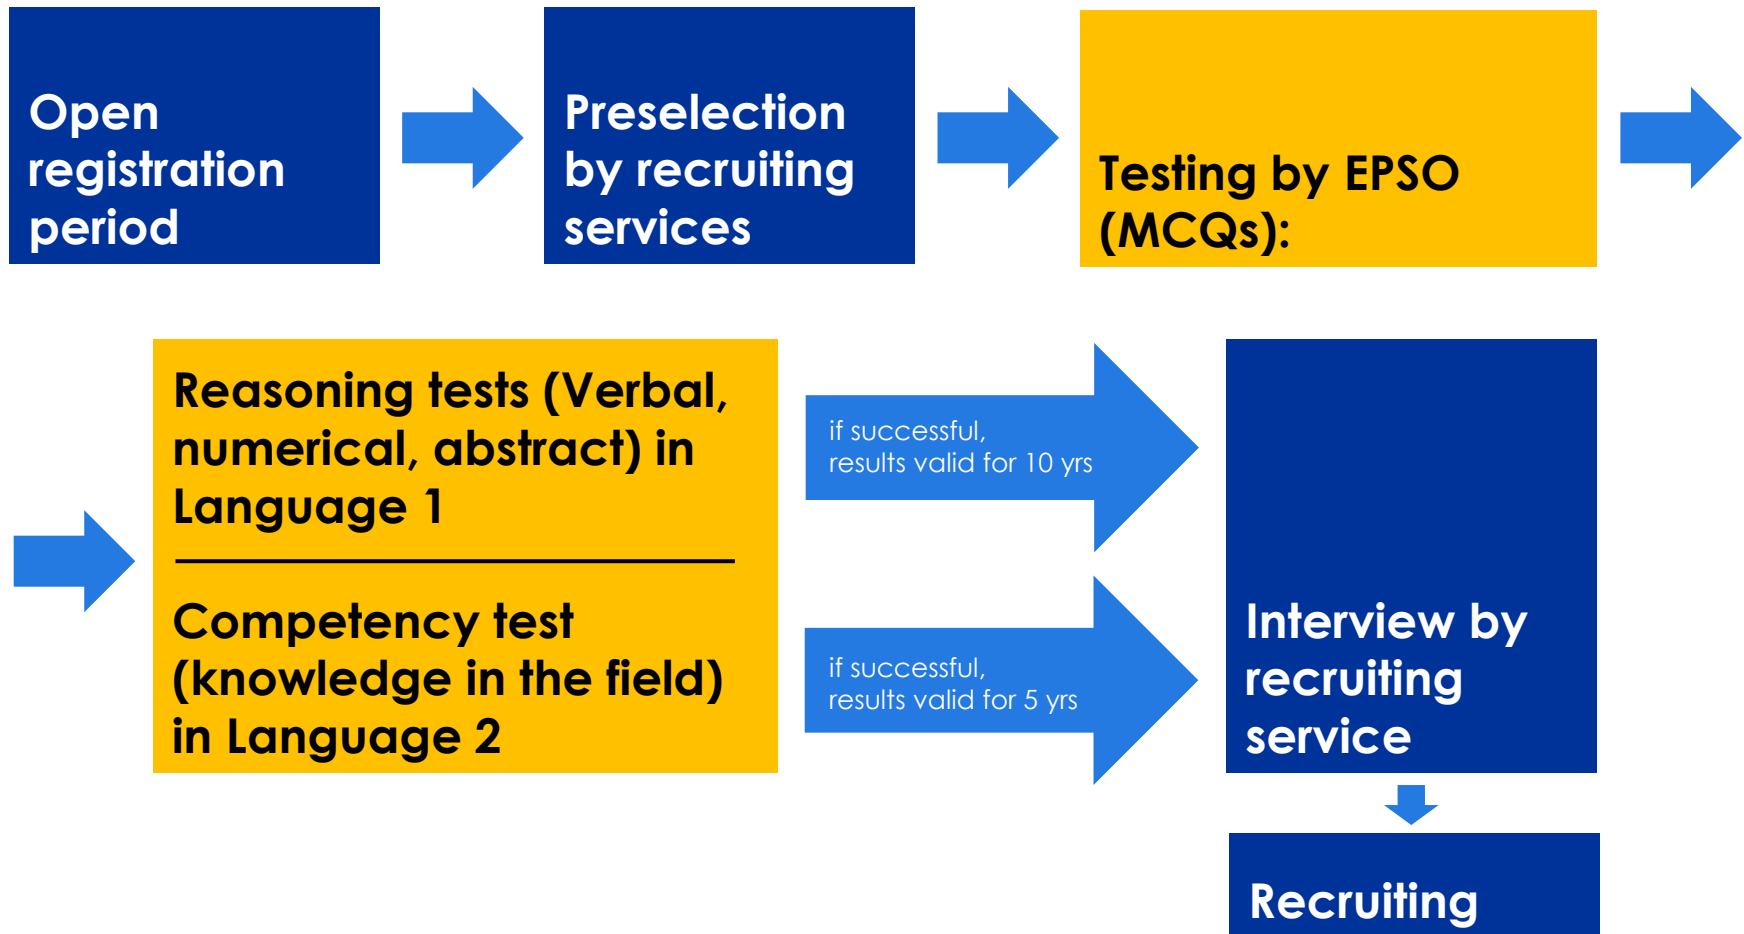 Open
registration
period
Preselection
by recruiting
services
Testing by EPSO
(MCQs):
Reasoning tests (Verbal,
numerical, abstract) in
Language 1
Competency test
(knowledge in the field)
in Language 2
if successful,
results valid for 10 yrs
if successful,
results valid for 5 yrs
Interview by
recruiting
service
Recruiting